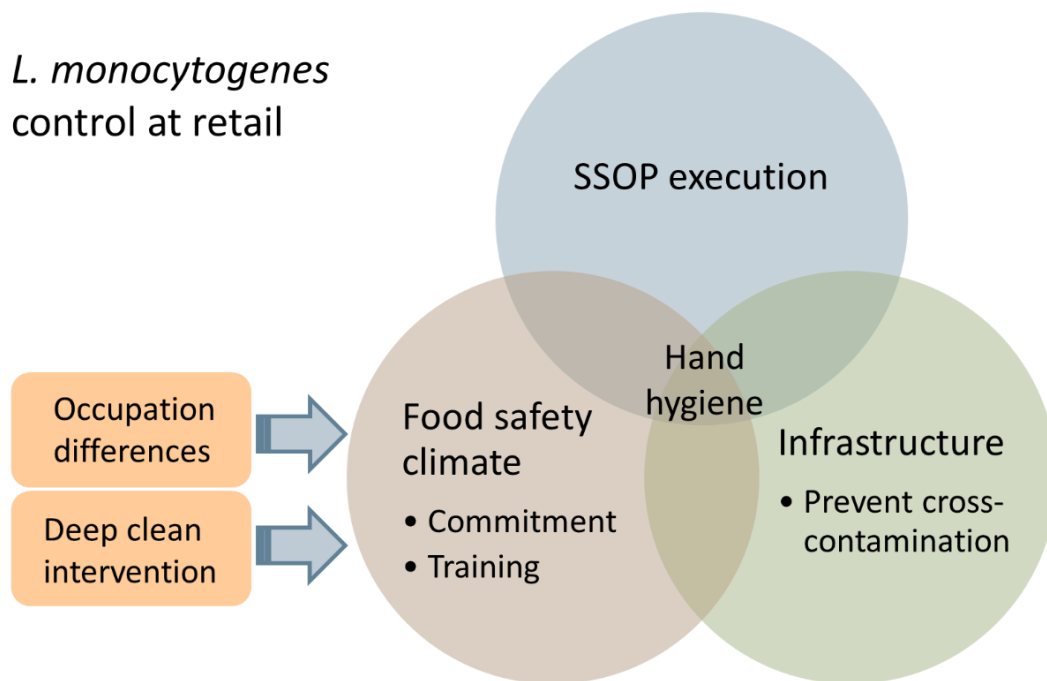 L. monocytogenes
control at retail
SSOP execution
Hand
hygiene
Occupation
differences
Deep clean
intervention
Food safety
climate
• Commitment
• Training
Infrastructure
• Prevent cross-
contamination